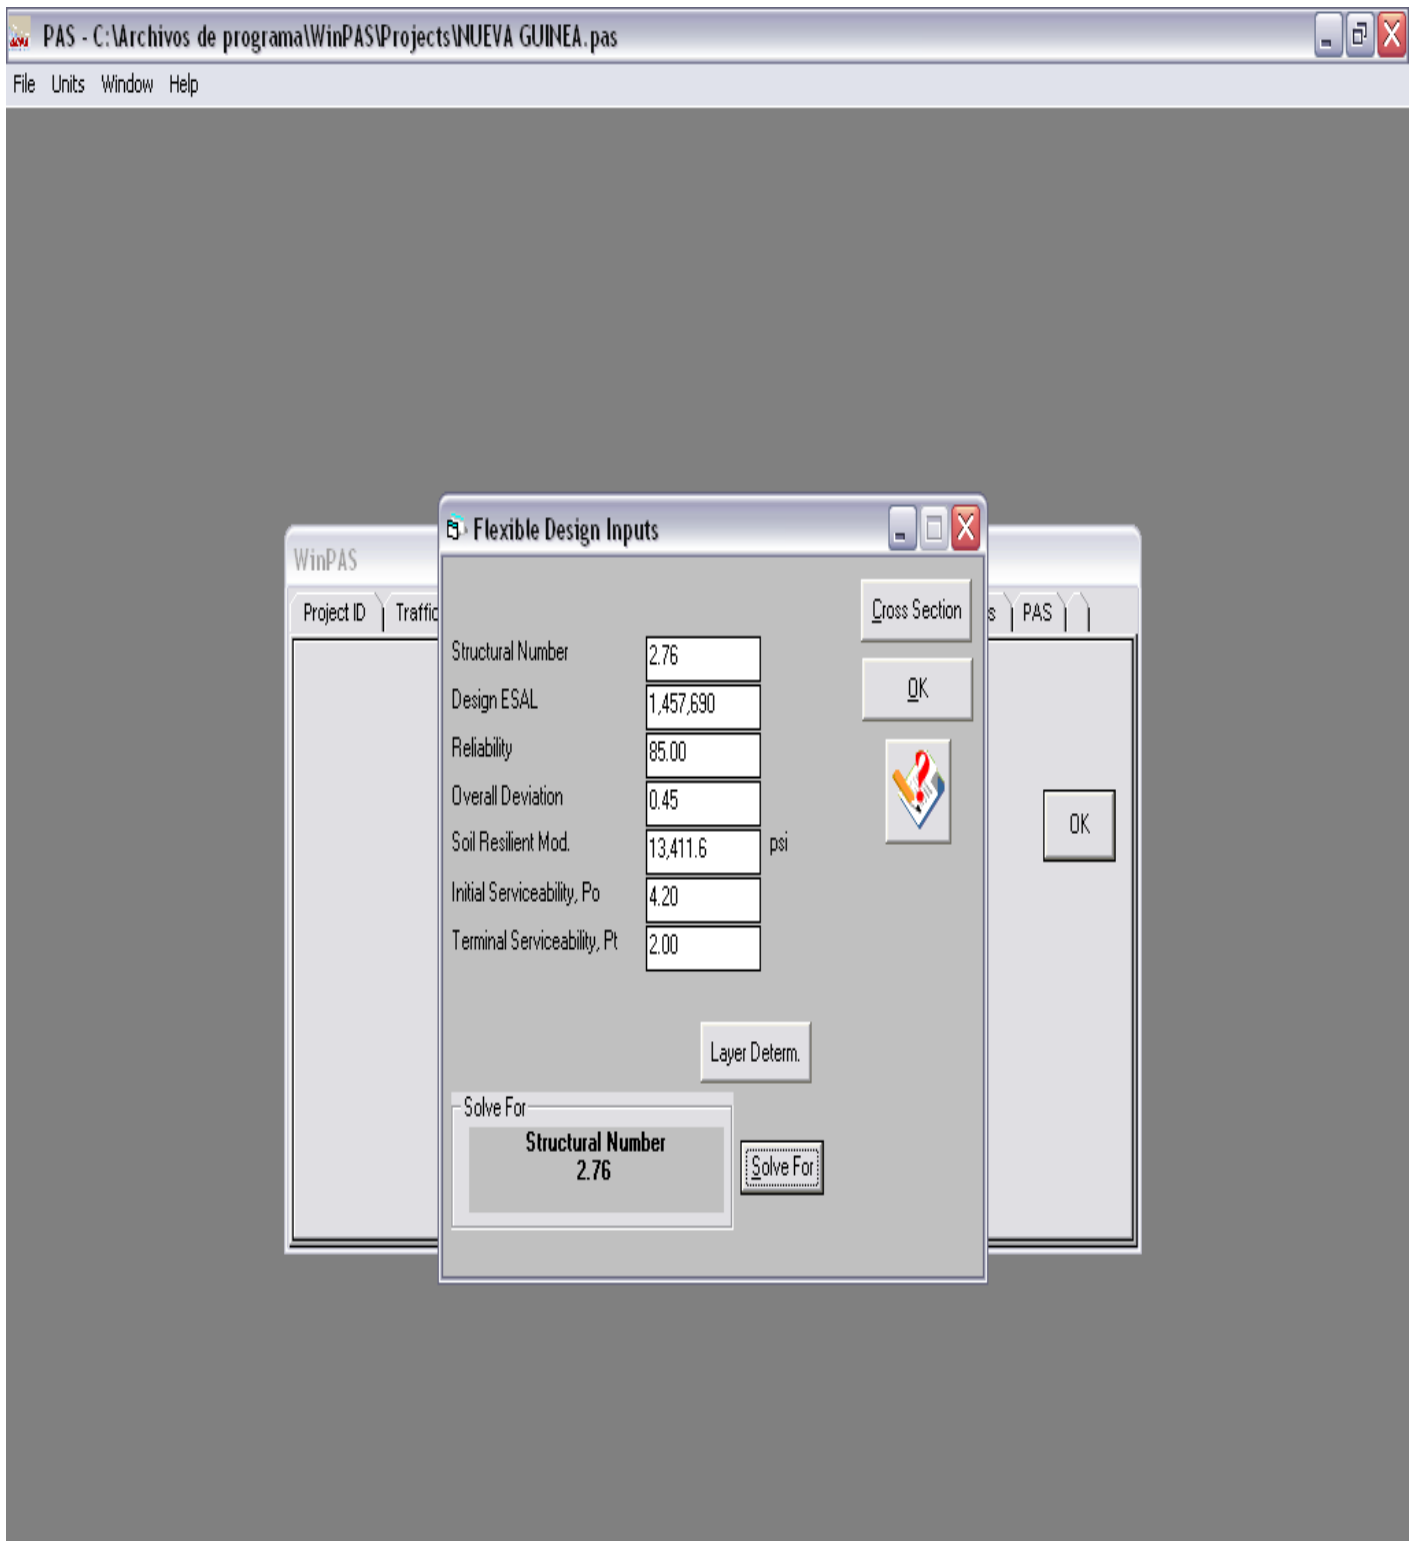 PAS - C:\Archivos de programa\WinPAS\Projects\NUEVA GUINEA.pas
File Units Window Help
WinPAS
Project ID Traffic s PAS
Flexible Design Inputs
Cross Section
Structural Number 2.76
OK
Design ESAL 1,457,690
Reliability 85.00
Overall Deviation 0.45
OK
Soil Resilient Mod. 13,411.6 psi
Initial Serviceability, Po 4.20
Terminal Serviceability, Pt 2.00
Layer Determ.
Solve For
Structural Number
2.76
Solve For